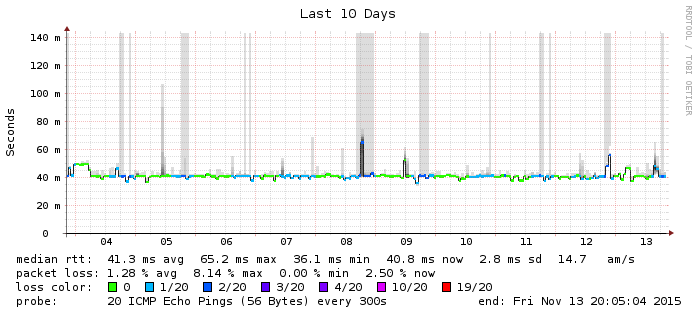 Last 10 Days
RRDTOOL / TOBI OETIKER
Seconds
140 m
120 m
100 m
80 m
60 m
40 m
20 m
0
04 05 06 07 08 09 10 11 12 13
median rtt: 41.3 ms avg 65.2 ms max 36.1 ms min 40.8 ms now 2.8 ms sd 14.7 am/s
packet loss: 1.28 % avg 8.14 % max 0.00 % min 2.50 % now
loss color: 0 1/20 2/20 3/20 4/20 10/20 19/20
probe: 20 ICMP Echo Pings (56 Bytes) every 300s end: Fri Nov 13 20:05:04 2015